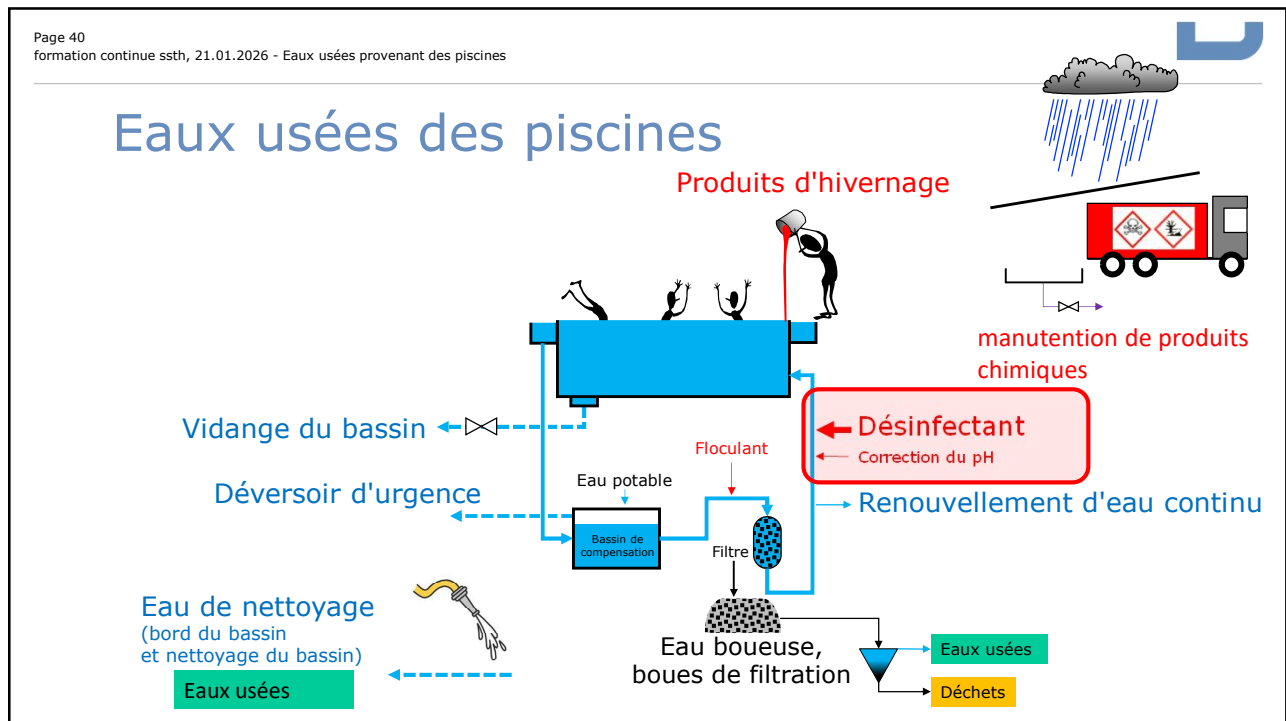 Page 40
formation continue ssth, 21.01.2026 - Eaux usées provenant des piscines
Eaux usées des piscines
Produits d'hivernage
manutention de produits
chimiques
Désinfectant
Correction du pH
Vidange du bassin
Floculant
Déversoir d'urgence
Eau potable
Renouvellement d'eau continu
Bassin de
compensation
Filtre
Eau de nettoyage
(bord du bassin
et nettoyage du bassin)
Eaux usées
Eau boueuse,
boues de filtration
Eaux usées
Déchets